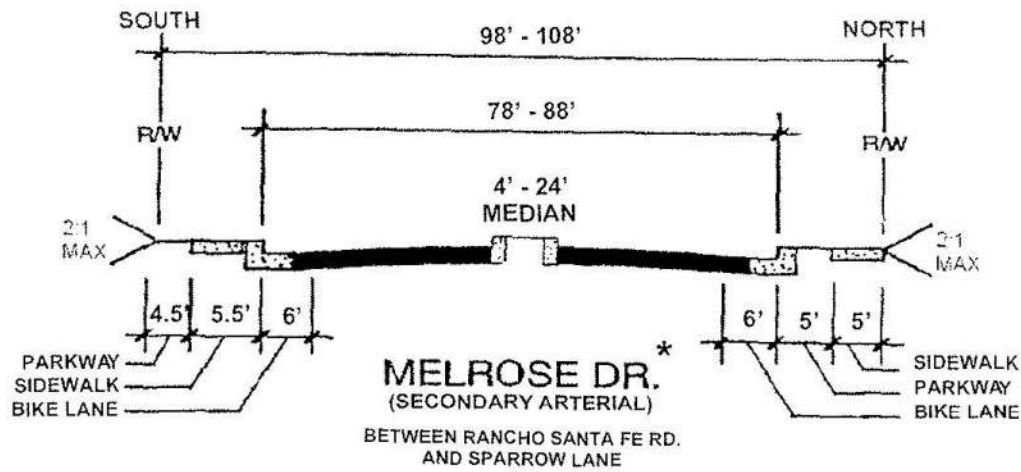 SOUTH
NORTH
98' - 108'
78' - 88'
R/W
R/W
4' - 24'
MEDIAN
2:1
MAX
2:1
MAX
4.5' 5.5' 6'
6' 5' 5'
PARKWAY
SIDEWALK
BIKE LANE
SIDEWALK
PARKWAY
BIKE LANE
MELROSE DR.*
(SECONDARY ARTERIAL)
BETWEEN RANCHO SANTA FE RD.
AND SPARROW LANE